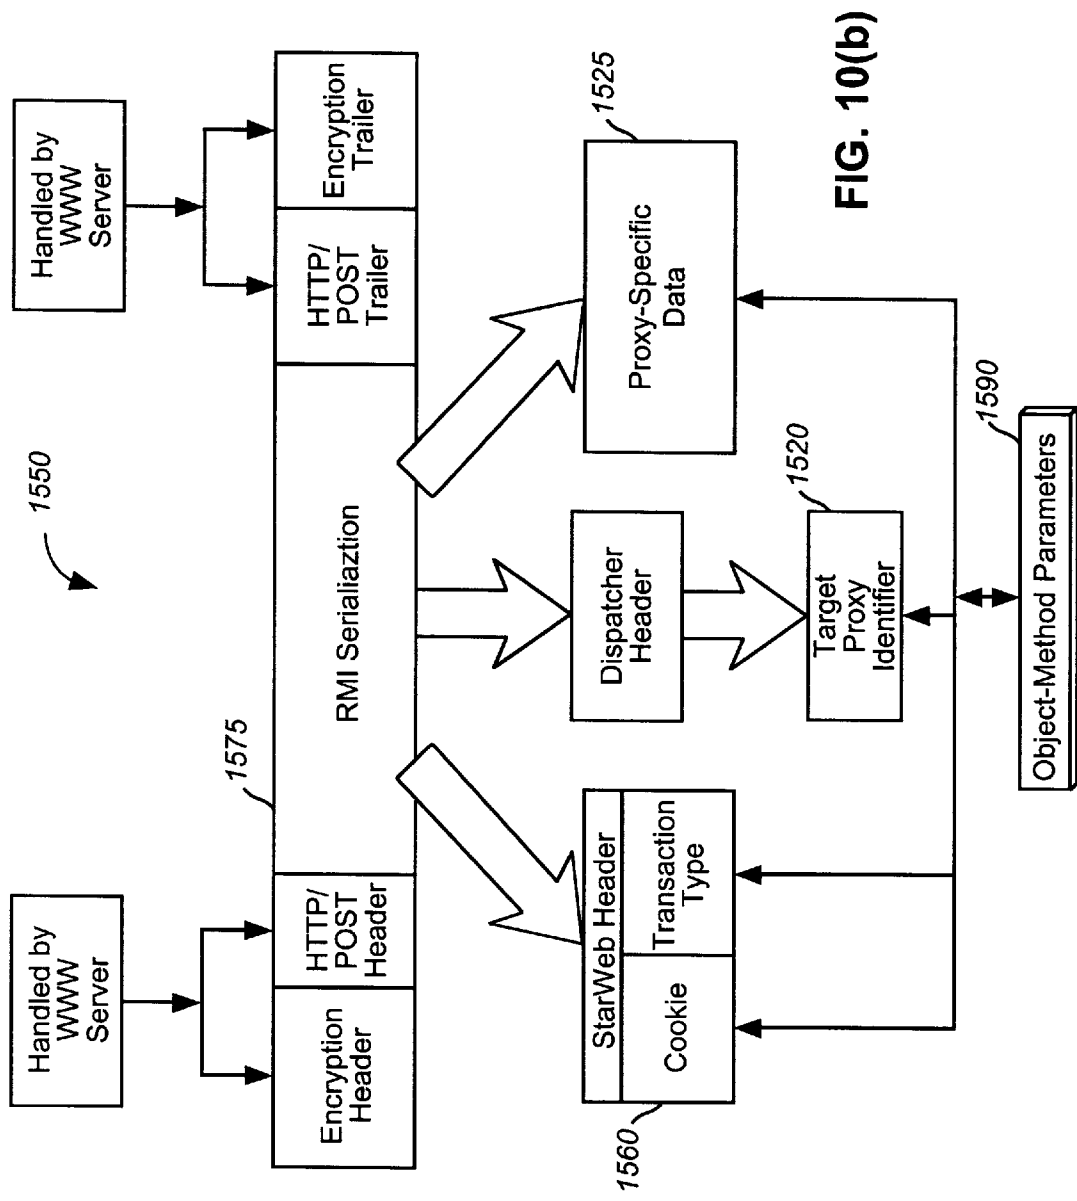 1550
Handled by
WWW
Server
Handled by
WWW
Server
1575
Encryption
Header
HTTP/
POST
Header
RMI Serialiaztion
HTTP/
POST
Trailer
Encryption
Trailer
1560
StarWeb Header
Cookie
Transaction
Type
Dispatcher
Header
1520
Target
Proxy
Identifier
1525
Proxy-Specific
Data
1590
Object-Method Parameters
FIG. 10(b)